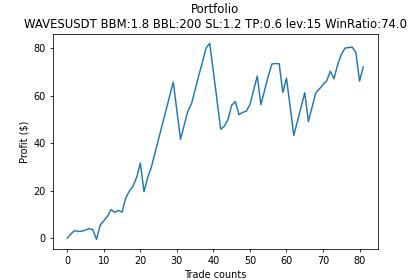 Portfolio
WAVESUSDT BBM:1.8 BBL:200 SL:1.2 TP:0.6 lev:15 WinRatio:74.0
80
60
40
20
0
Profit ($)
0 10 20 30 40 50 60 70 80
Trade counts